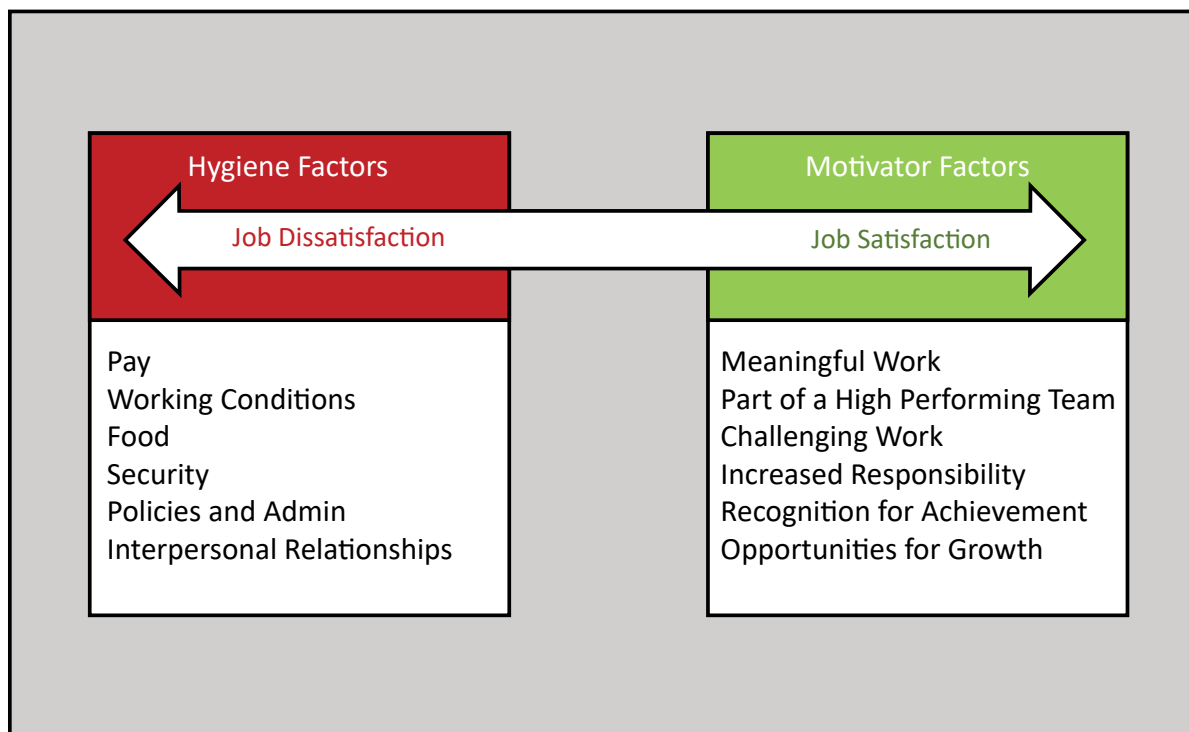 Hygiene Factors
Job Dissatisfaction
Pay
Working Conditions
Food
Security
Policies and Admin
Interpersonal Relationships
Motivator Factors
Job Satisfaction
Meaningful Work
Part of a High Performing Team
Challenging Work
Increased Responsibility
Recognition for Achievement
Opportunities for Growth